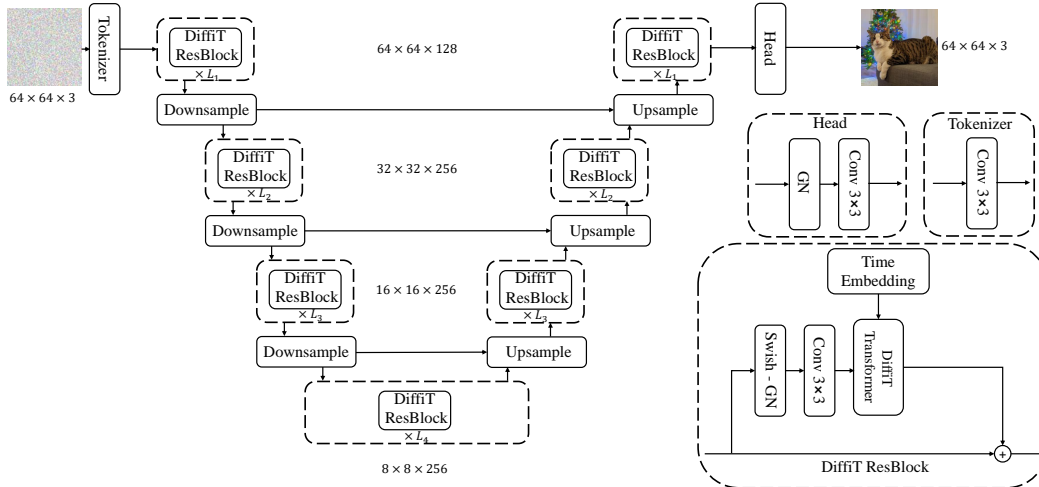 64 × 64 × 3
Tokenizer
DiffiT
ResBlock
× L₁
64 × 64 × 128
DiffiT
ResBlock
× L₁
Head
64 × 64 × 3
Downsample
Upsample
DiffiT
ResBlock
× L₂
32 × 32 × 256
DiffiT
ResBlock
× L₂
Downsample
Upsample
DiffiT
ResBlock
× L₃
16 × 16 × 256
DiffiT
ResBlock
× L₃
Downsample
Upsample
DiffiT
ResBlock
× L₄
8 × 8 × 256
Head
GN
Conv 3×3
Tokenizer
Conv 3×3
Time
Embedding
Swish - GN
Conv 3×3
DiffiT
Transformer
+
DiffiT ResBlock